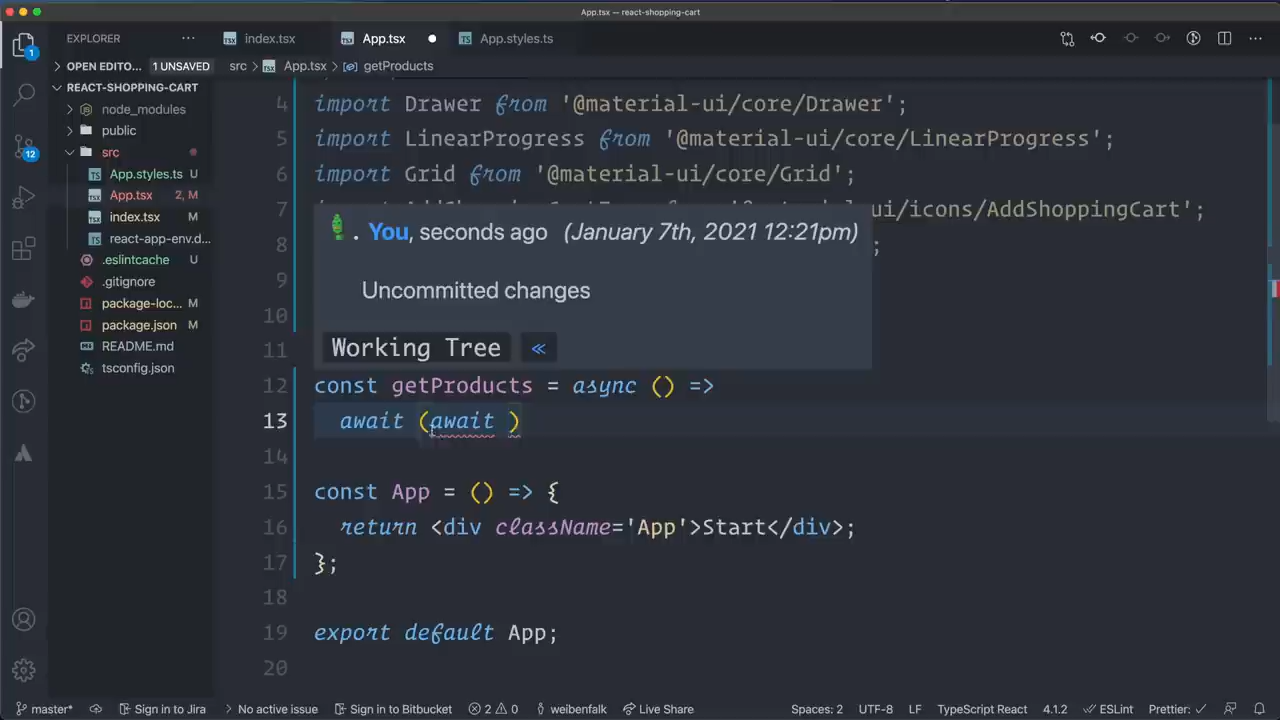 App.tsx — react-shopping-cart
EXPLORER
index.tsx
App.tsx
App.styles.ts
1
OPEN EDITO... 1 UNSAVED
src > App.tsx > getProducts
REACT-SHOPPING-CART
node_modules
public
src
App.styles.ts U
App.tsx 2, M
index.tsx M
react-app-env.d...
.eslintcache U
.gitignore
package-loc... M
package.json M
README.md
tsconfig.json
12
4 import Drawer from '@material-ui/core/Drawer';
5 import LinearProgress from '@material-ui/core/LinearProgress';
6 import Grid from '@material-ui/core/Grid';
7 ui/icons/AddShoppingCart';
8 ;
9
10
11
You, seconds ago (January 7th, 2021 12:21pm)
Uncommitted changes
Working Tree «
12 const getProducts = async () =>
13 await (await )
14
15 const App = () => {
16 return <div className='App'>Start</div>;
17 };
18
19 export default App;
20
master* Sign in to Jira No active issue Sign in to Bitbucket 2 0 weibenfalk Live Share Spaces: 2 UTF-8 LF TypeScript React 4.1.2 ESLint Prettier: ✓